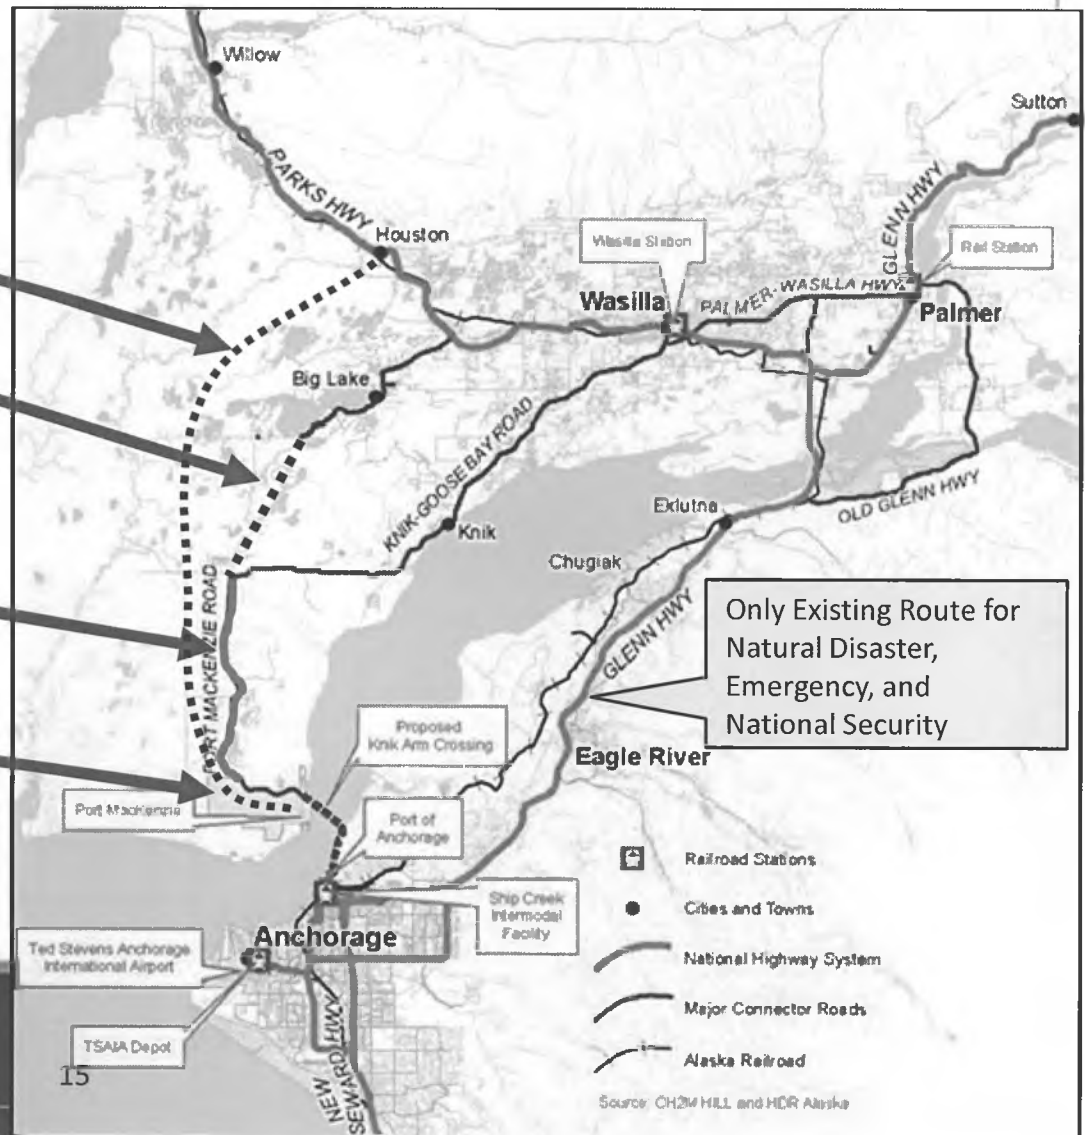 Willow
Sutton
PARKS HWY
GLENN HWY
Houston
Wasilla Station
Rail Station
Wasilla
PALMER-WASILLA HWY
Palmer
Big Lake
KNIK-GOOSE BAY ROAD
Eklutna
OLD GLENN HWY
Knik
Chugiak
PORT MACKENZIE ROAD
GLENN HWY
Only Existing Route for
Natural Disaster,
Emergency, and
National Security
Proposed
Knik Arm Crossing
Eagle River
Port MacKenzie
Port of
Anchorage
Railroad Stations
Ship Creek
Intermodal
Facility
Cities and Towns
Anchorage
Ted Stevens Anchorage
International Airport
National Highway System
Major Connector Roads
TSAIA Depot
NEW
SEWARD HWY
Alaska Railroad
15
Source: CH2M HILL and HDR Alaska